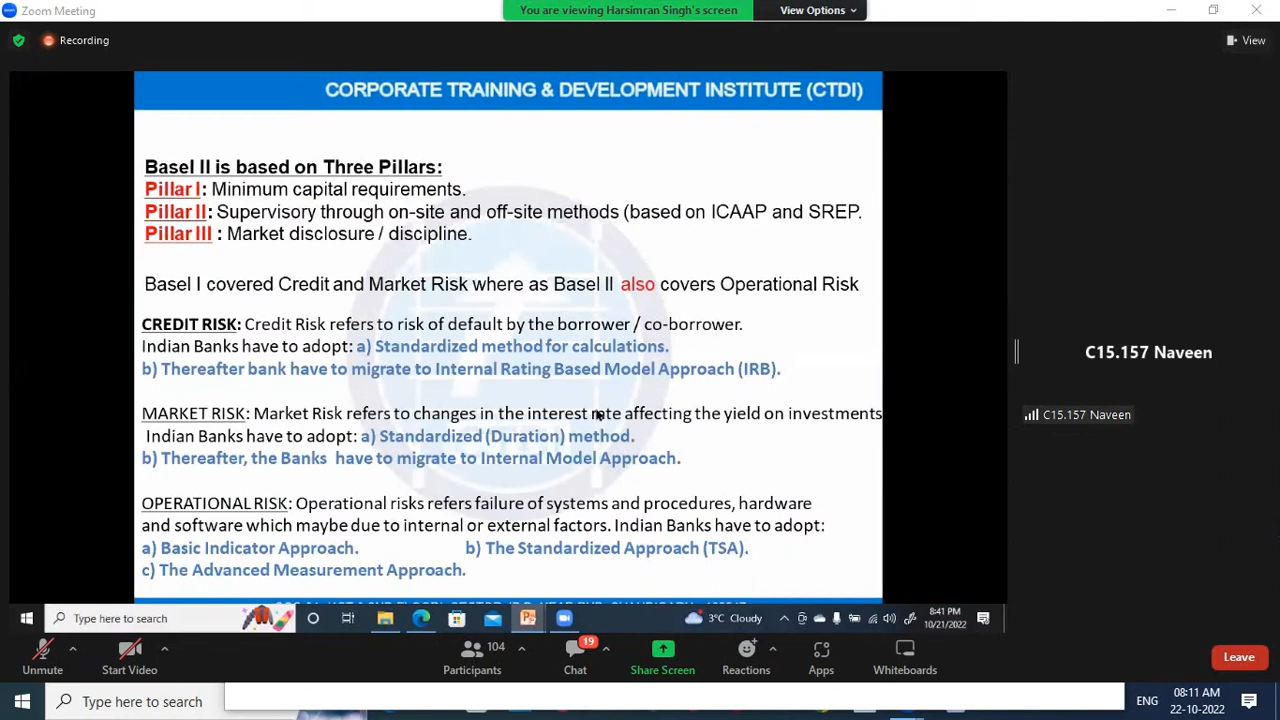 Zoom Meeting
You are viewing Harsimran Singh's screen
View Options
Recording
View
CORPORATE TRAINING & DEVELOPMENT INSTITUTE (CTDI)
Basel II is based on Three Pillars:
Pillar I: Minimum capital requirements.
Pillar II: Supervisory through on-site and off-site methods (based on ICAAP and SREP.
Pillar III : Market disclosure / discipline.
Basel I covered Credit and Market Risk where as Basel II also covers Operational Risk
CREDIT RISK: Credit Risk refers to risk of default by the borrower / co-borrower.
Indian Banks have to adopt: a) Standardized method for calculations.
b) Thereafter bank have to migrate to Internal Rating Based Model Approach (IRB).
MARKET RISK: Market Risk refers to changes in the interest rate affecting the yield on investments
Indian Banks have to adopt: a) Standardized (Duration) method.
b) Thereafter, the Banks have to migrate to Internal Model Approach.
OPERATIONAL RISK: Operational risks refers failure of systems and procedures, hardware
and software which maybe due to internal or external factors. Indian Banks have to adopt:
a) Basic Indicator Approach. b) The Standardized Approach (TSA).
c) The Advanced Measurement Approach.
C15.157 Naveen
C15.157 Naveen
Type here to search
3°C Cloudy
8:41 PM
10/21/2022
Unmute
Start Video
104
Participants
19
Chat
Share Screen
Reactions
Apps
Whiteboards
Leave
Type here to search
ENG
08:11 AM
22-10-2022